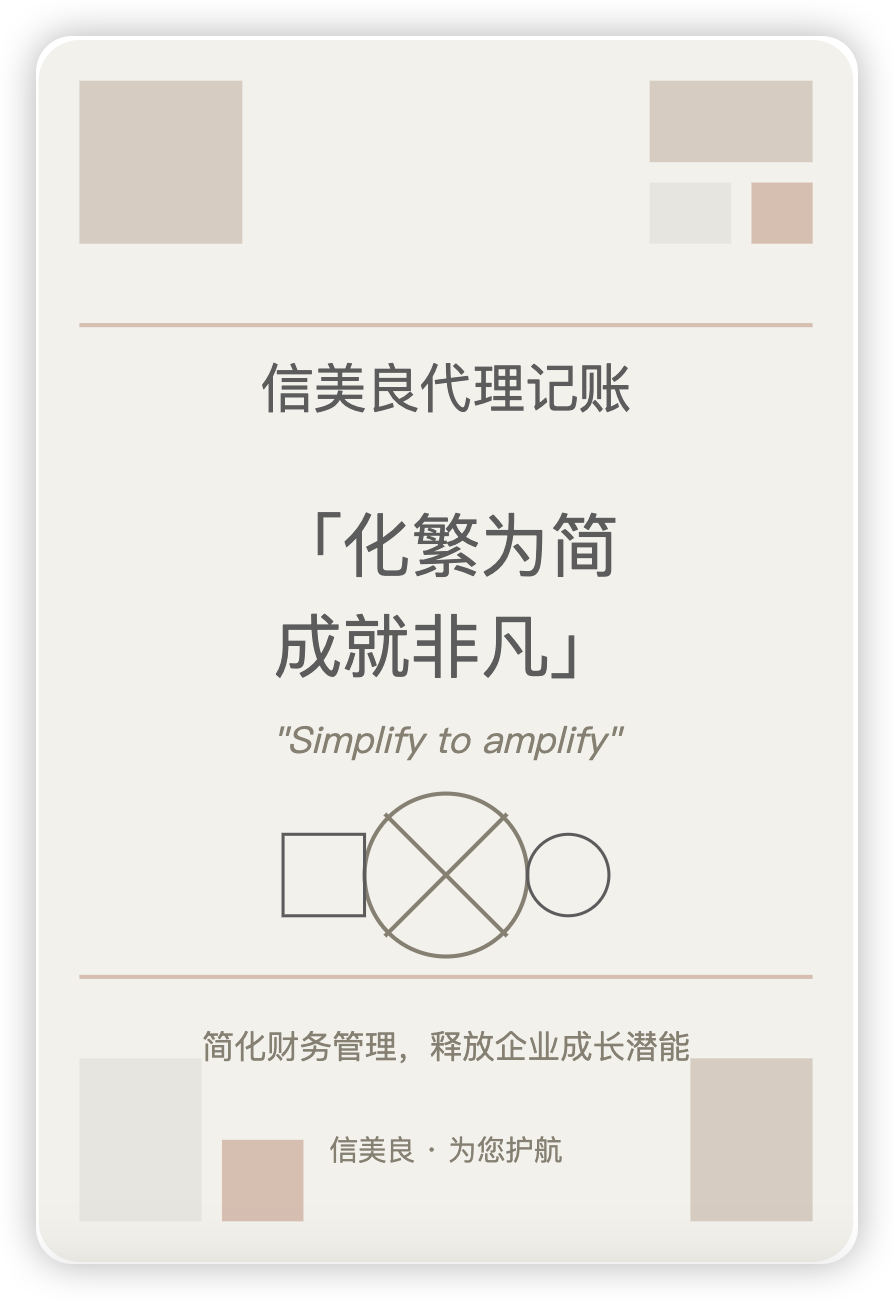 信美良代理记账
「化繁为简
成就非凡」
"Simplify to amplify"
简化财务管理，释放企业成长潜能
信美良 · 为您护航